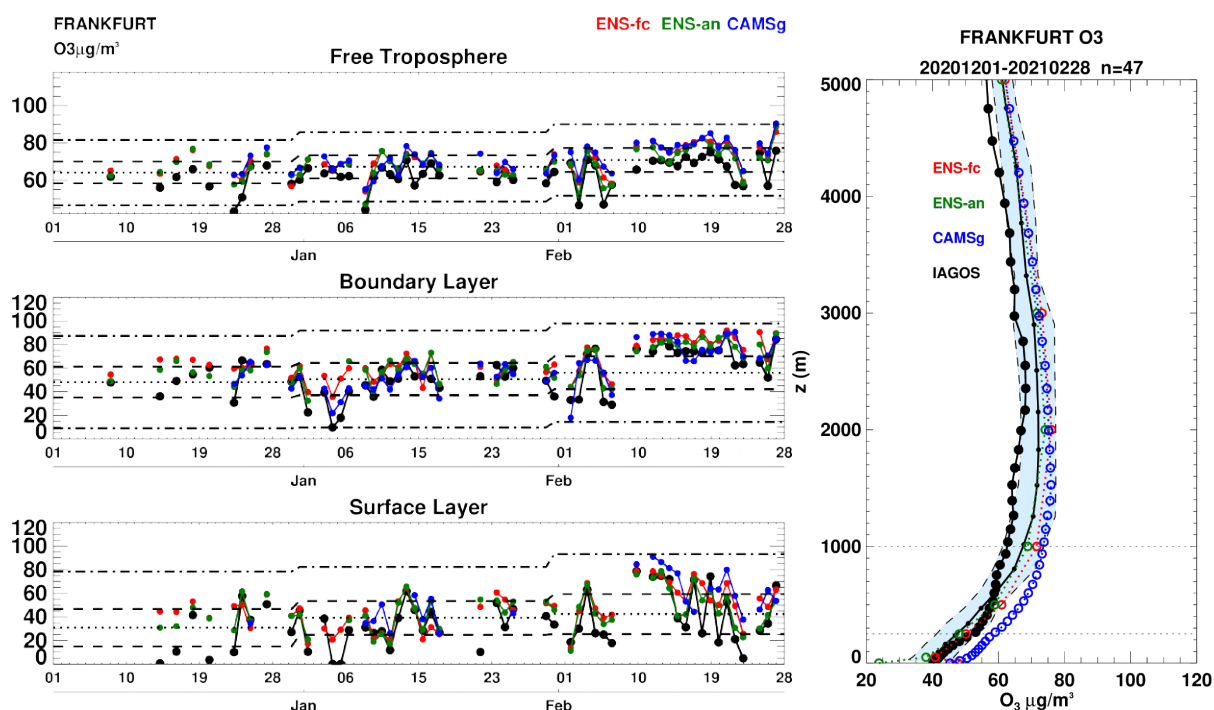 FRANKFURT
O3μg/m³
ENS-fc ENS-an CAMSg
Free Troposphere
100
80
60
01 10 19 28 06 15 23 01 10 19 28
Jan Feb
Boundary Layer
120
100
80
60
40
20
0
01 10 19 28 06 15 23 01 10 19 28
Jan Feb
Surface Layer
120
100
80
60
40
20
0
01 10 19 28 06 15 23 01 10 19 28
Jan Feb
FRANKFURT O3
20201201-20210228 n=47
5000
4000
3000
2000
1000
0
z (m)
ENS-fc
ENS-an
CAMSg
IAGOS
20 40 60 80 100 120
O₃ μg/m³